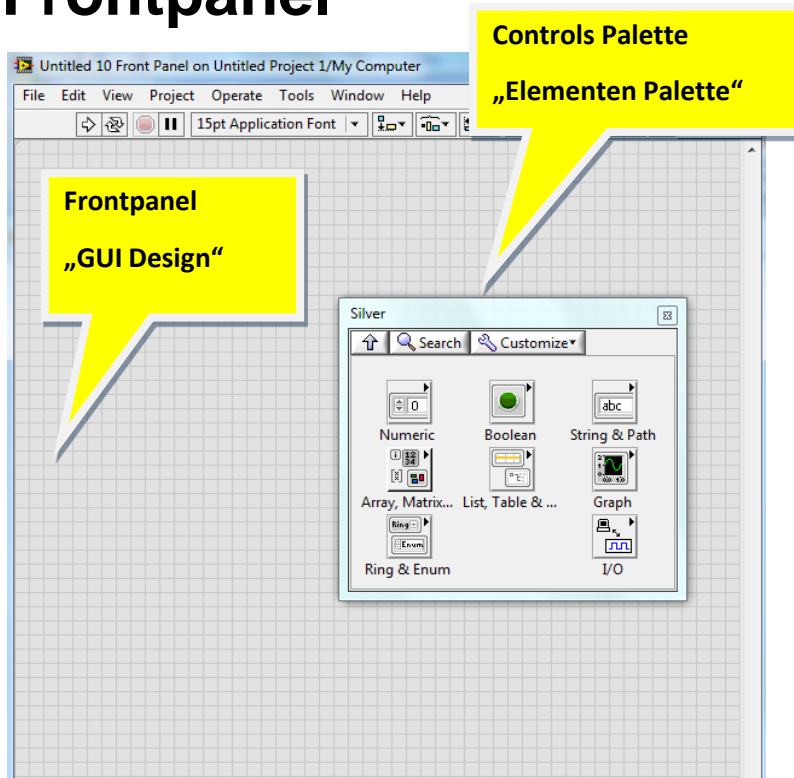 Frontpanel
Controls Palette
„Elementen Palette“
Untitled 10 Front Panel on Untitled Project 1/My Computer
File Edit View Project Operate Tools Window Help
15pt Application Font
Frontpanel
„GUI Design“
Silver
Search Customize
0
abc
Numeric Boolean String & Path
Array, Matrix... List, Table & ... Graph
Ring
Enum
Ring & Enum I/O